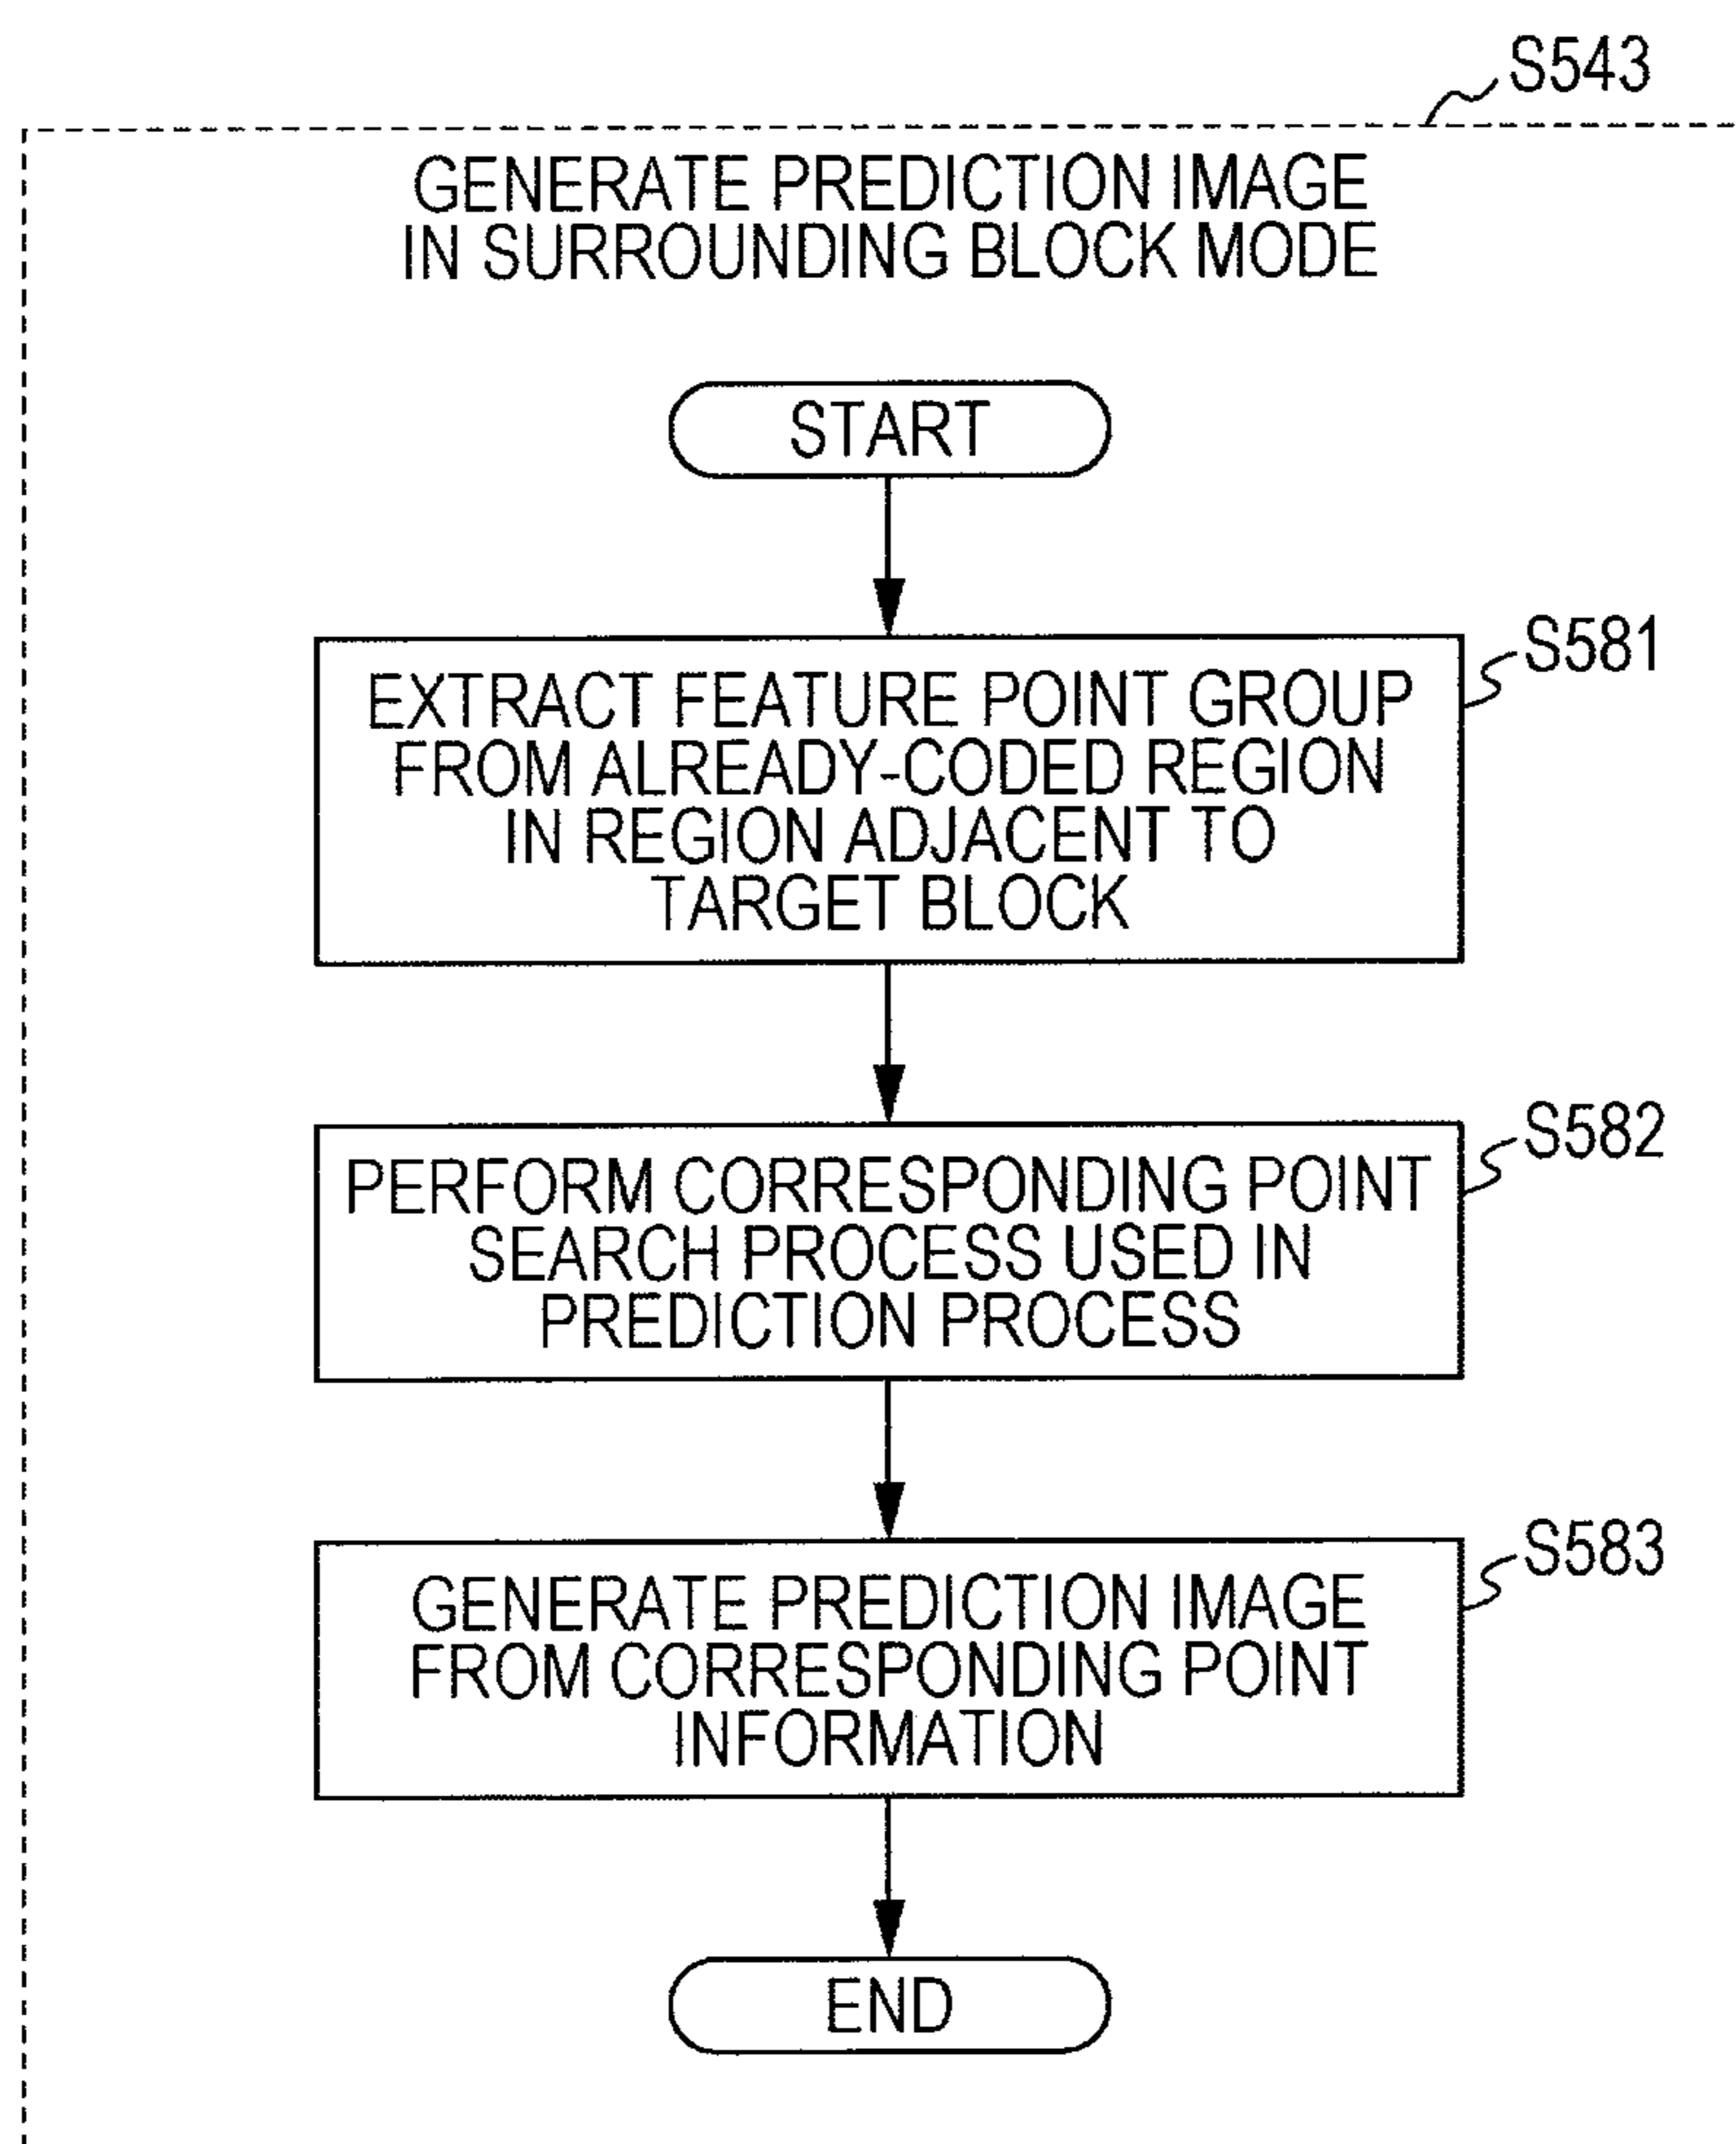 S543
GENERATE PREDICTION IMAGE
IN SURROUNDING BLOCK MODE
START
S581
EXTRACT FEATURE POINT GROUP
FROM ALREADY-CODED REGION
IN REGION ADJACENT TO
TARGET BLOCK
S582
PERFORM CORRESPONDING POINT
SEARCH PROCESS USED IN
PREDICTION PROCESS
S583
GENERATE PREDICTION IMAGE
FROM CORRESPONDING POINT
INFORMATION
END